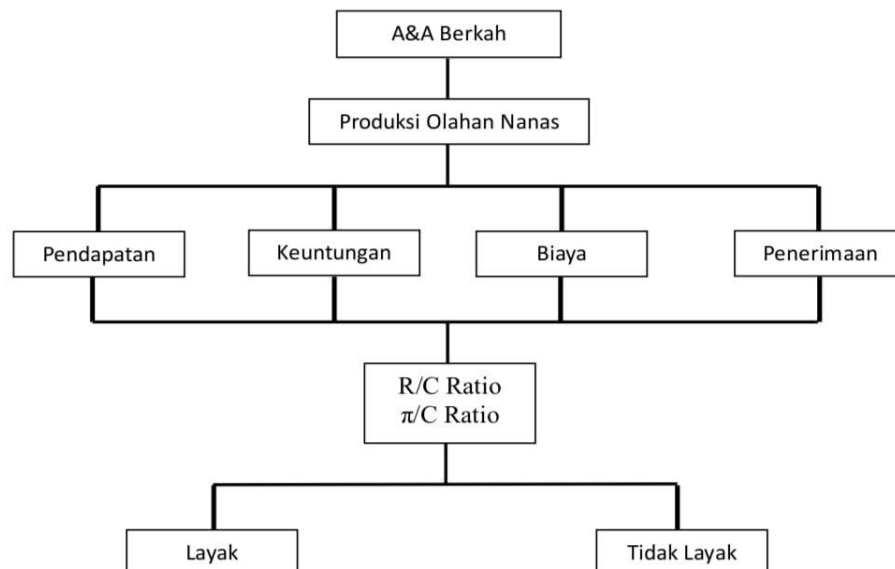 A&A Berkah
Produksi Olahan Nanas
Pendapatan
Keuntungan
Biaya
Penerimaan
R/C Ratio
π/C Ratio
Layak
Tidak Layak